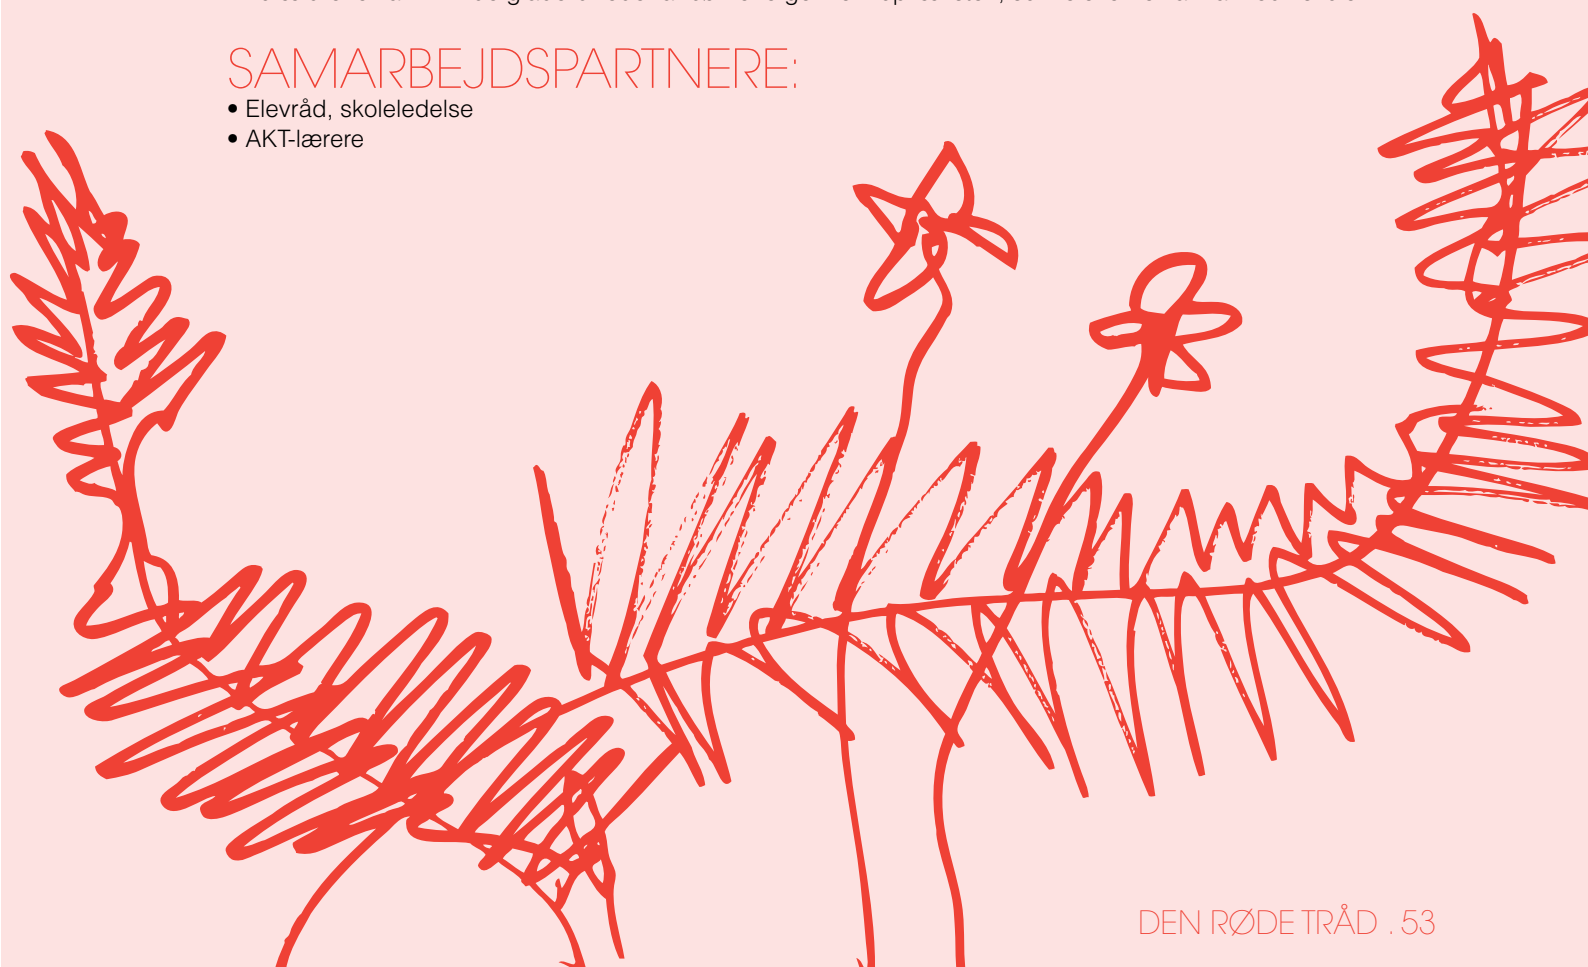 SAMARBEJDSPARTNERE:
• Elevråd, skoleledelse
• AKT-lærere
DEN RØDE TRÅD . 53